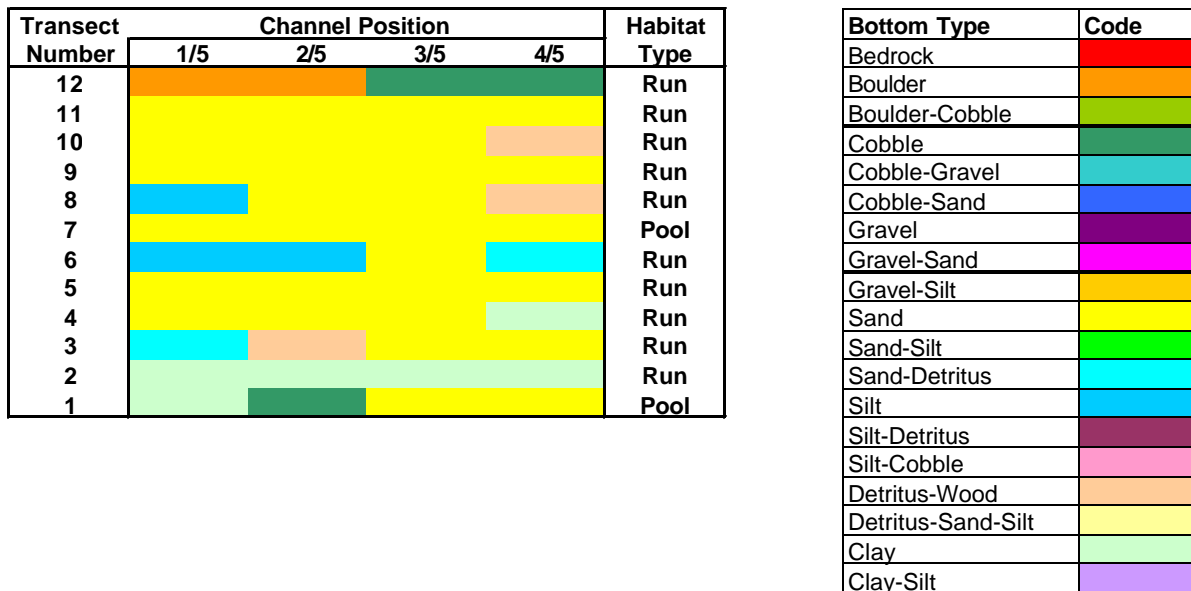 Transect Channel Position Habitat
Number 1/5 2/5 3/5 4/5 Type
12 Run
11 Run
10 Run
9 Run
8 Run
7 Pool
6 Run
5 Run
4 Run
3 Run
2 Run
1 Pool
Bottom Type Code
Bedrock
Boulder
Boulder-Cobble
Cobble
Cobble-Gravel
Cobble-Sand
Gravel
Gravel-Sand
Gravel-Silt
Sand
Sand-Silt
Sand-Detritus
Silt
Silt-Detritus
Silt-Cobble
Detritus-Wood
Detritus-Sand-Silt
Clay
Clay-Silt